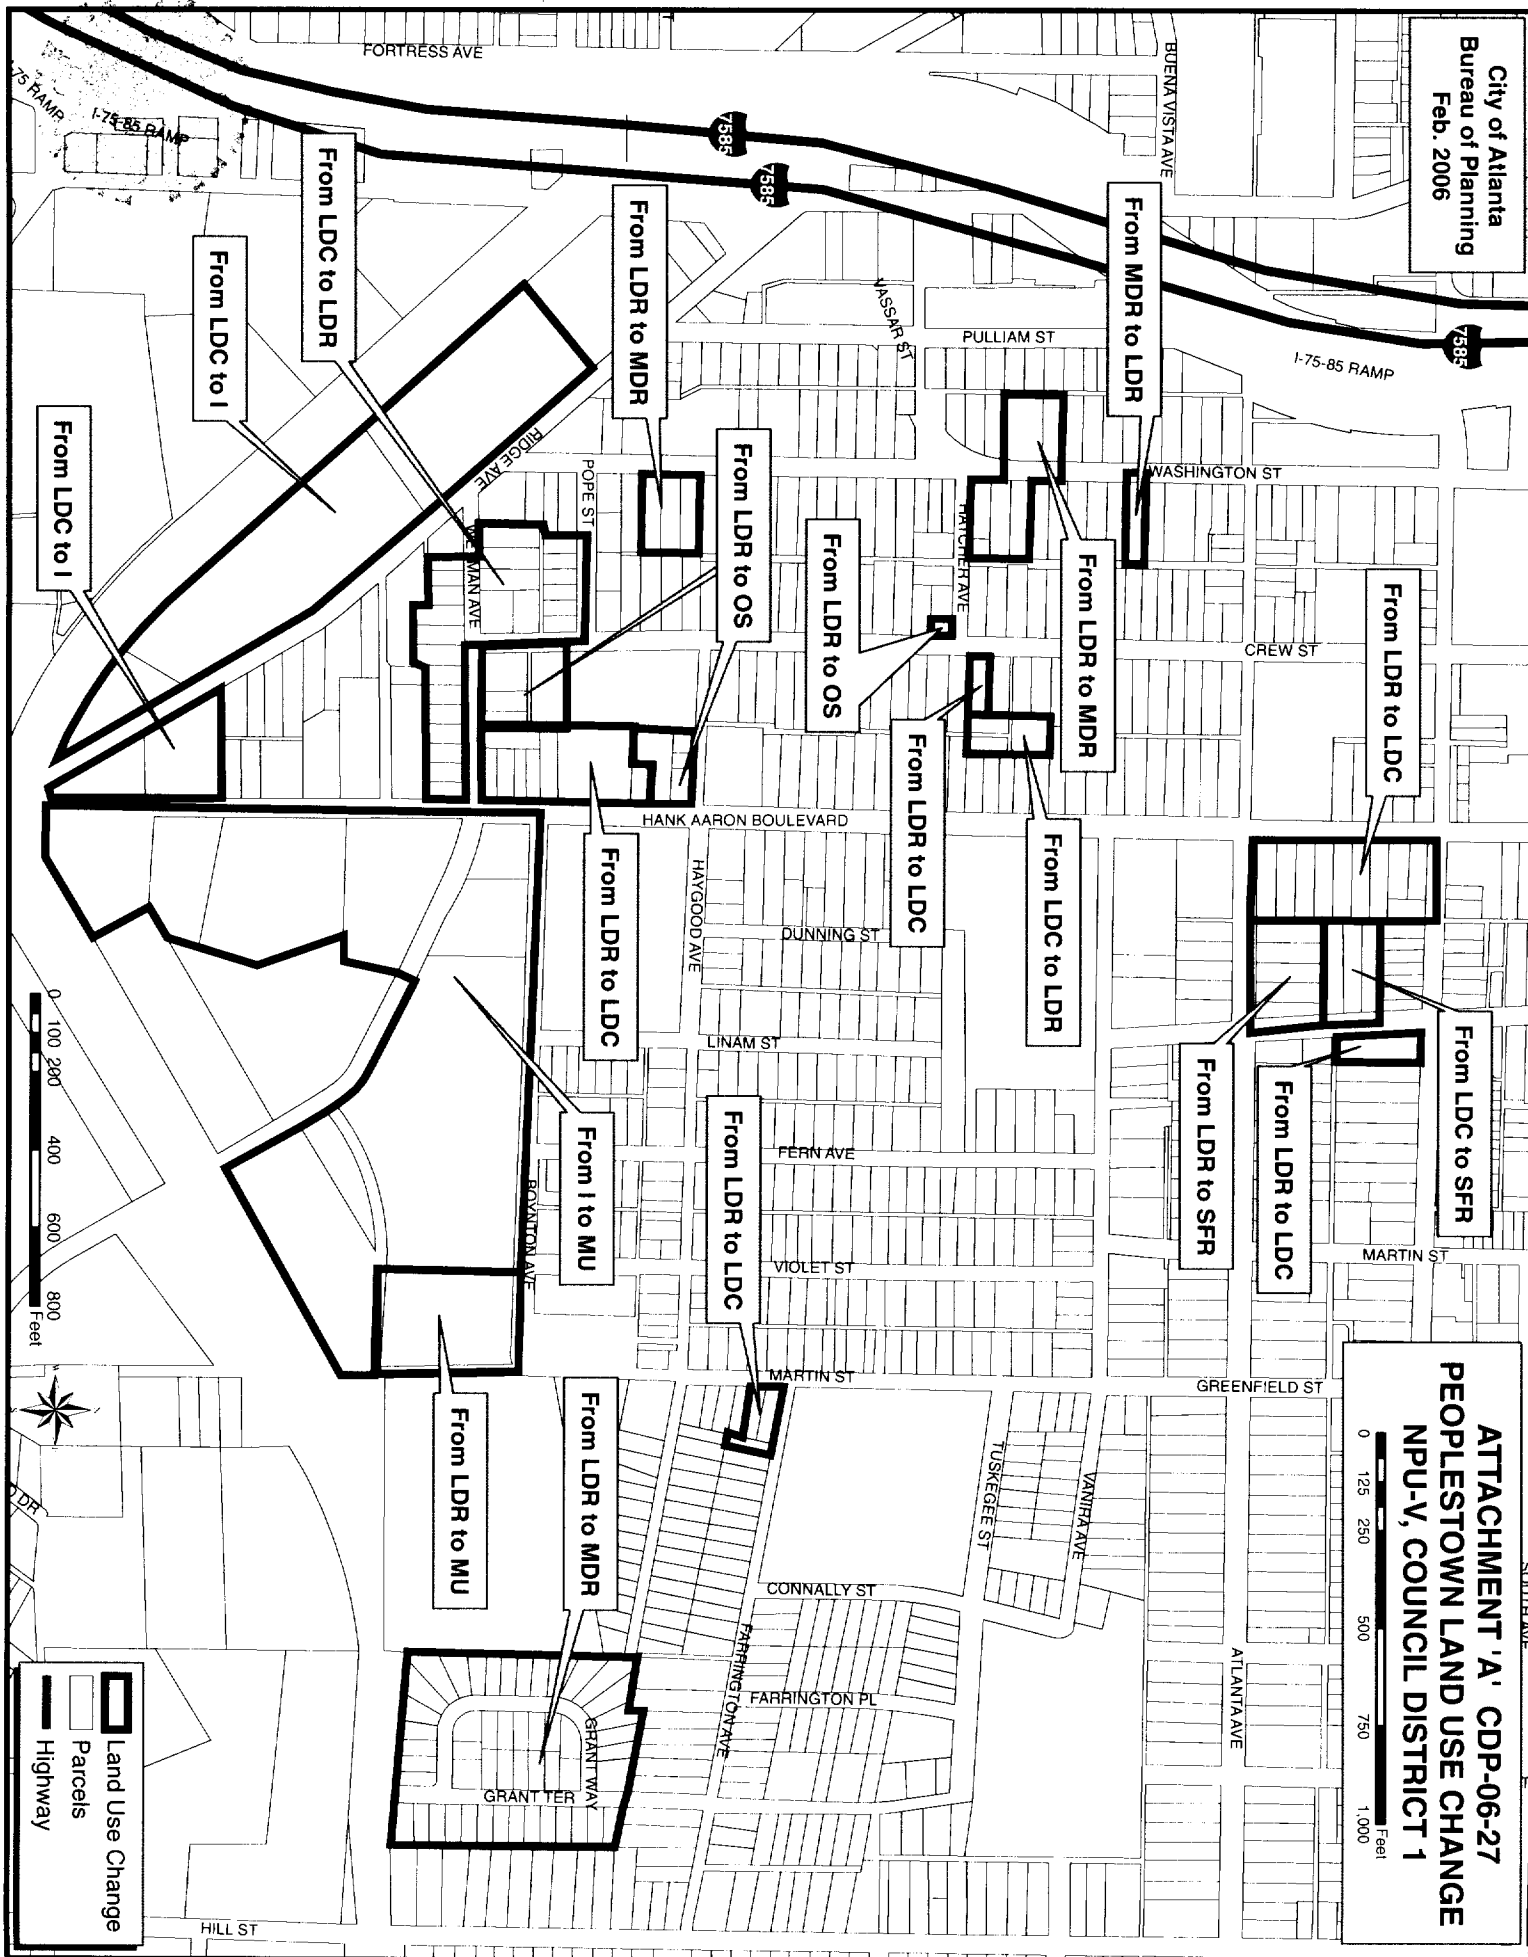 City of Atlanta
Bureau of Planning
Feb. 2006
ATTACHMENT 'A' CDP-06-27
PEOPLESTOWN LAND USE CHANGE
NPU-V, COUNCIL DISTRICT 1
0 125 250 500 750 1,000
Feet
FORTRESS AVE
BUENA VISTA AVE
I-75-85 RAMP
7585
7585
7585
I-75-85 RAMP
PULLIAM ST
VASSAR ST
WASHINGTON ST
HATCHER AVE
CREW ST
POPE ST
RIDGE AVE
HANK AARON BOULEVARD
HAYGOOD AVE
DUNNING ST
LINAM ST
FERN AVE
VIOLET ST
MARTIN ST
MARTIN ST
GREENFIELD ST
BOYNTON AVE
TUSKEGEE ST
VANIRA AVE
CONNALLY ST
FARRINGTON AVE
FARRINGTON PL
ATLANTA AVE
GRANT WAY
GRANT TER
HILL ST
From MDR to LDR
From LDR to MDR
From LDC to LDR
From LDC to I
From LDC to I
From LDR to OS
From LDR to OS
From LDR to MDR
From LDR to LDC
From LDR to LDC
From LDC to LDR
From LDR to LDC
From LDC to SFR
From LDR to SFR
From LDR to LDC
From I to MU
From LDR to LDC
From LDR to MU
From LDR to MDR
0 100 200 400 600 800
Feet
Land Use Change
Parcels
Highway